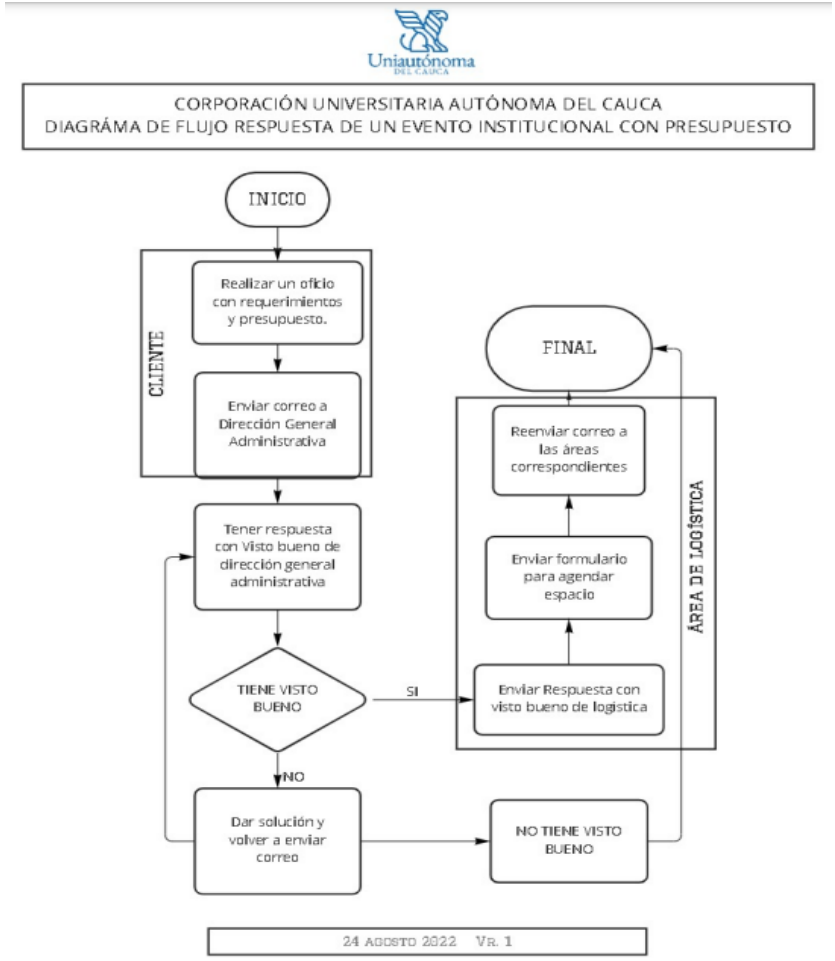 Uniautónoma
DEL CAUCA
CORPORACIÓN UNIVERSITARIA AUTÓNOMA DEL CAUCA
DIAGRÁMA DE FLUJO RESPUESTA DE UN EVENTO INSTITUCIONAL CON PRESUPUESTO
INICIO
CLIENTE
Realizar un oficio
con requerimientos
y presupuesto.
Enviar correo a
Dirección General
Administrativa
Tener respuesta
con Visto bueno de
dirección general
administrativa
TIENE VISTO
BUENO
SI
NO
Dar solución y
volver a enviar
correo
NO TIENE VISTO
BUENO
Enviar Respuesta con
visto bueno de logistica
Enviar formulario
para agendar
espacio
Reenviar correo a
las áreas
correspondientes
ÁREA DE LOGÍSTICA
FINAL
24 AGOSTO 2022 VR. 1